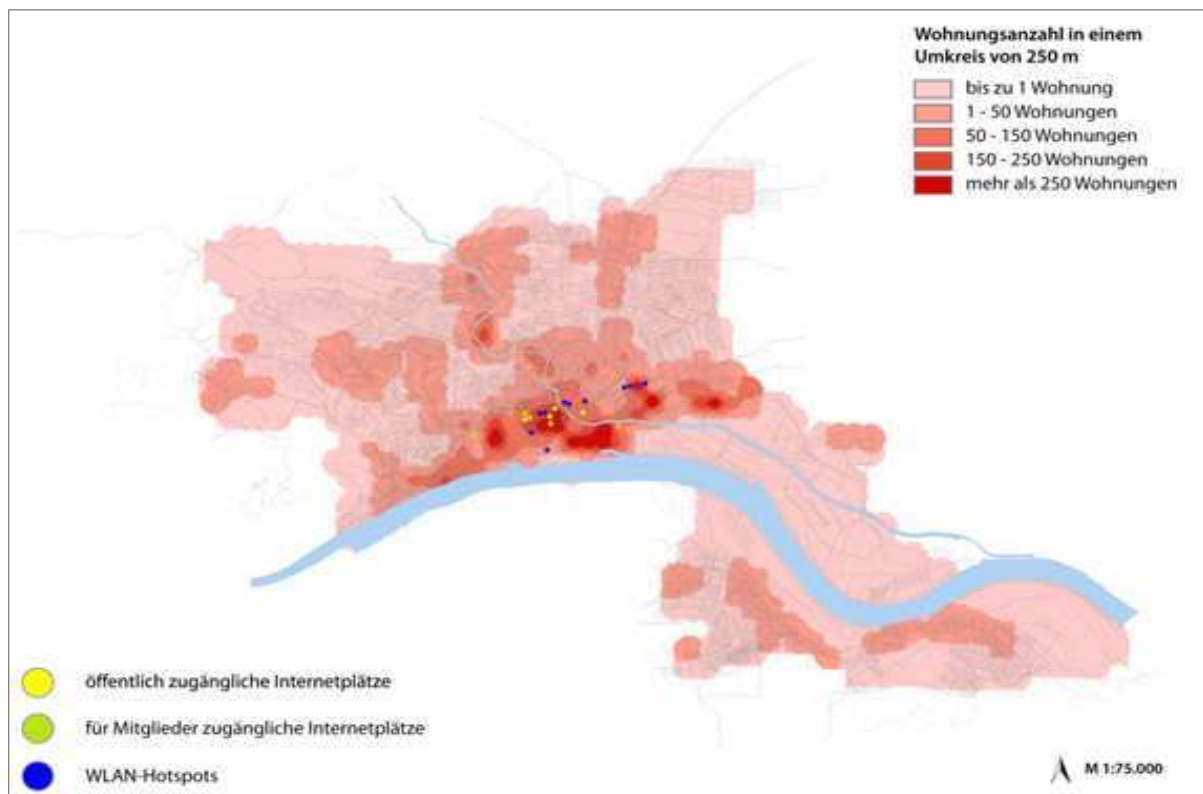 Wohnungsanzahl in einem
Umkreis von 250 m
bis zu 1 Wohnung
1 - 50 Wohnungen
50 - 150 Wohnungen
150 - 250 Wohnungen
mehr als 250 Wohnungen
öffentlich zugängliche Internetplätze
für Mitglieder zugängliche Internetplätze
WLAN-Hotspots
M 1:75.000